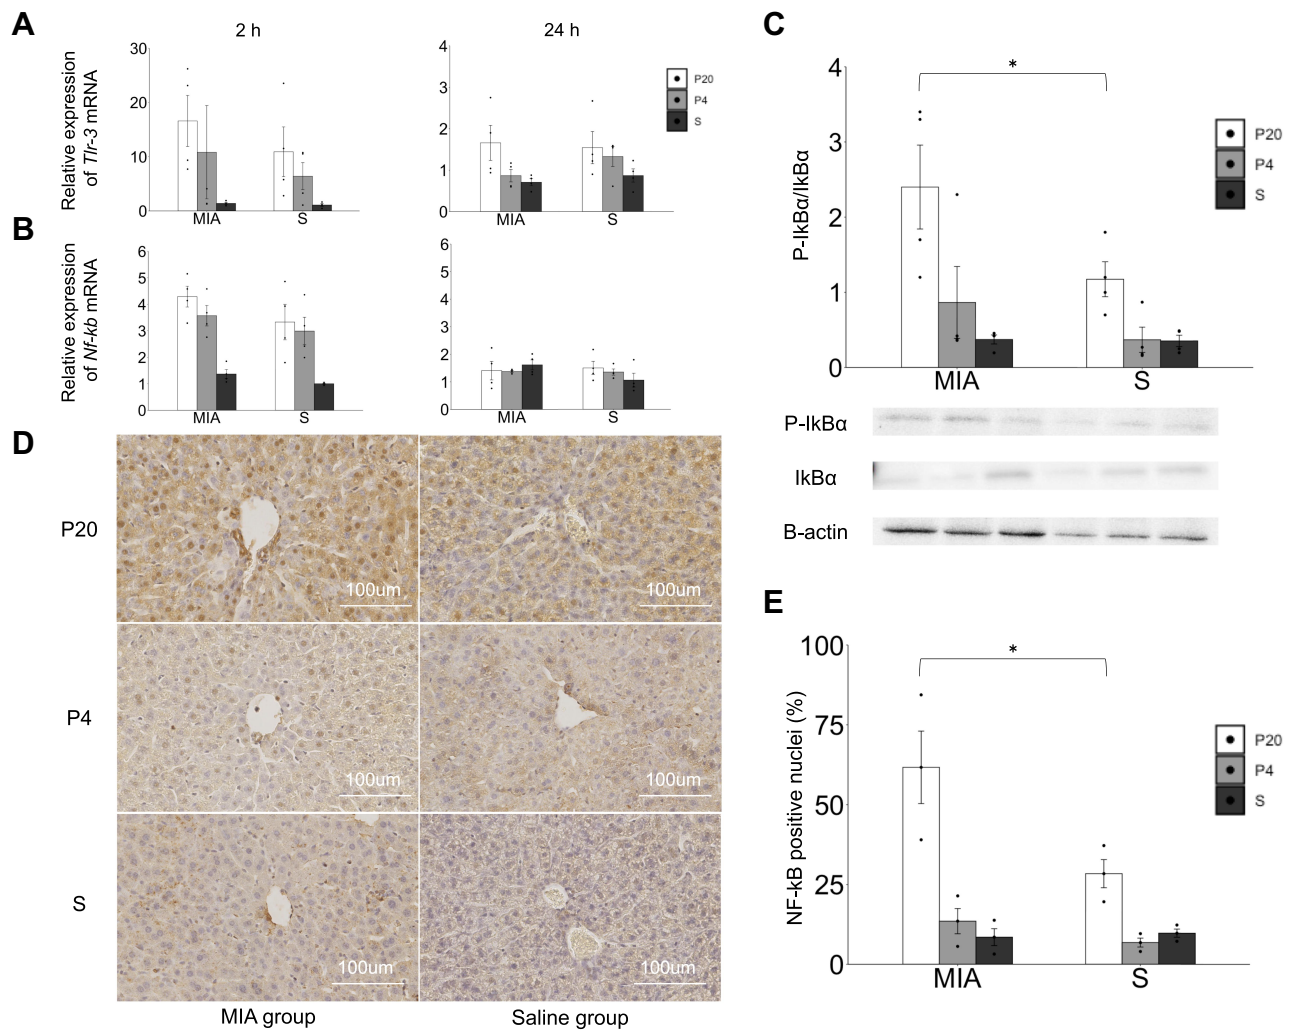 A
2 h
24 h
Relative expression
of Tlr-3 mRNA
30
20
10
0
MIA
S
4
3
2
1
0
MIA
S
P20
P4
S
B
Relative expression
of Nf-kb mRNA
6
5
4
3
2
1
0
MIA
S
6
5
4
3
2
1
0
MIA
S
C
P-IkBα/IkBα
4
3
2
1
0
*
MIA
S
P20
P4
S
P-IkBα
IkBα
B-actin
D
P20
100um
100um
P4
100um
100um
S
100um
100um
MIA group
Saline group
E
NF-kB positive nuclei (%)
100
75
50
25
0
*
MIA
S
P20
P4
S